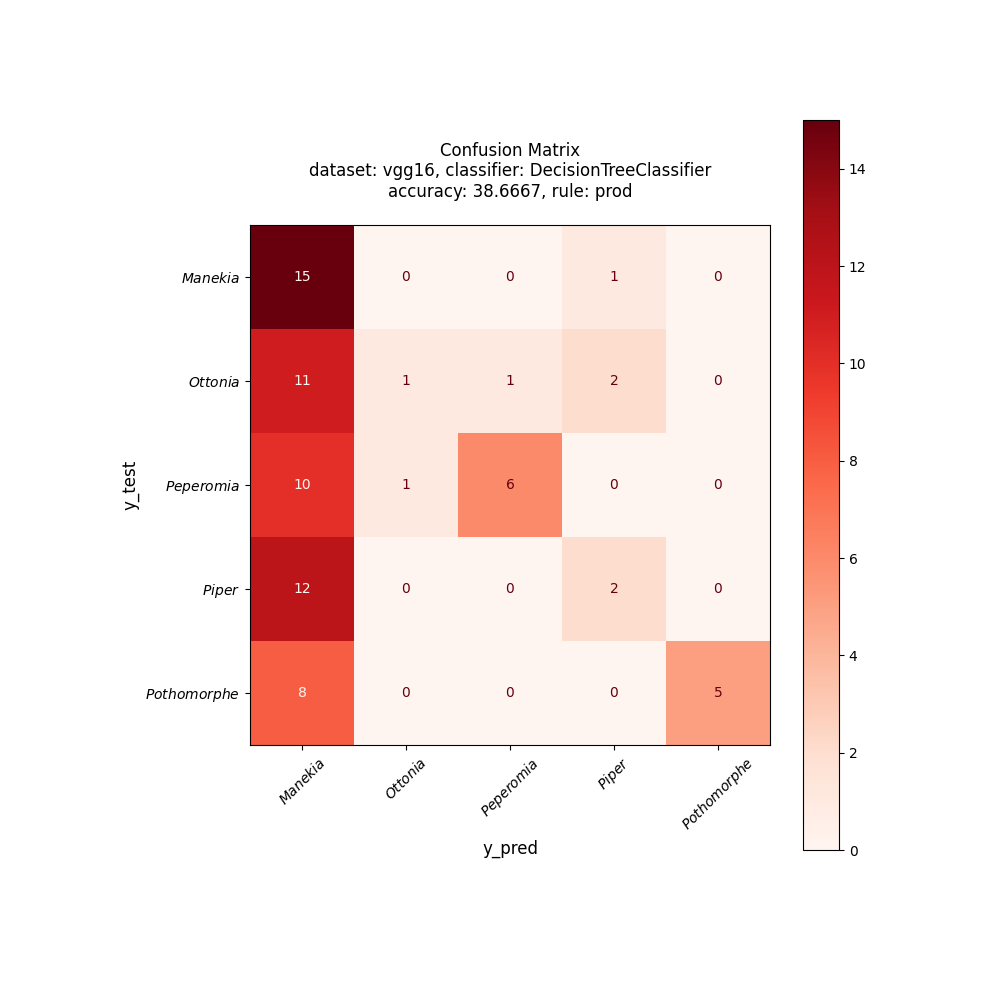 Confusion Matrix
dataset: vgg16, classifier: DecisionTreeClassifier
accuracy: 38.6667, rule: prod
Manekia 15 0 0 1 0
Ottonia 11 1 1 2 0
Peperomia 10 1 6 0 0
Piper 12 0 0 2 0
Pothomorphe 8 0 0 0 5
Manekia Ottonia Peperomia Piper Pothomorphe
y_pred
y_test
14
12
10
8
6
4
2
0